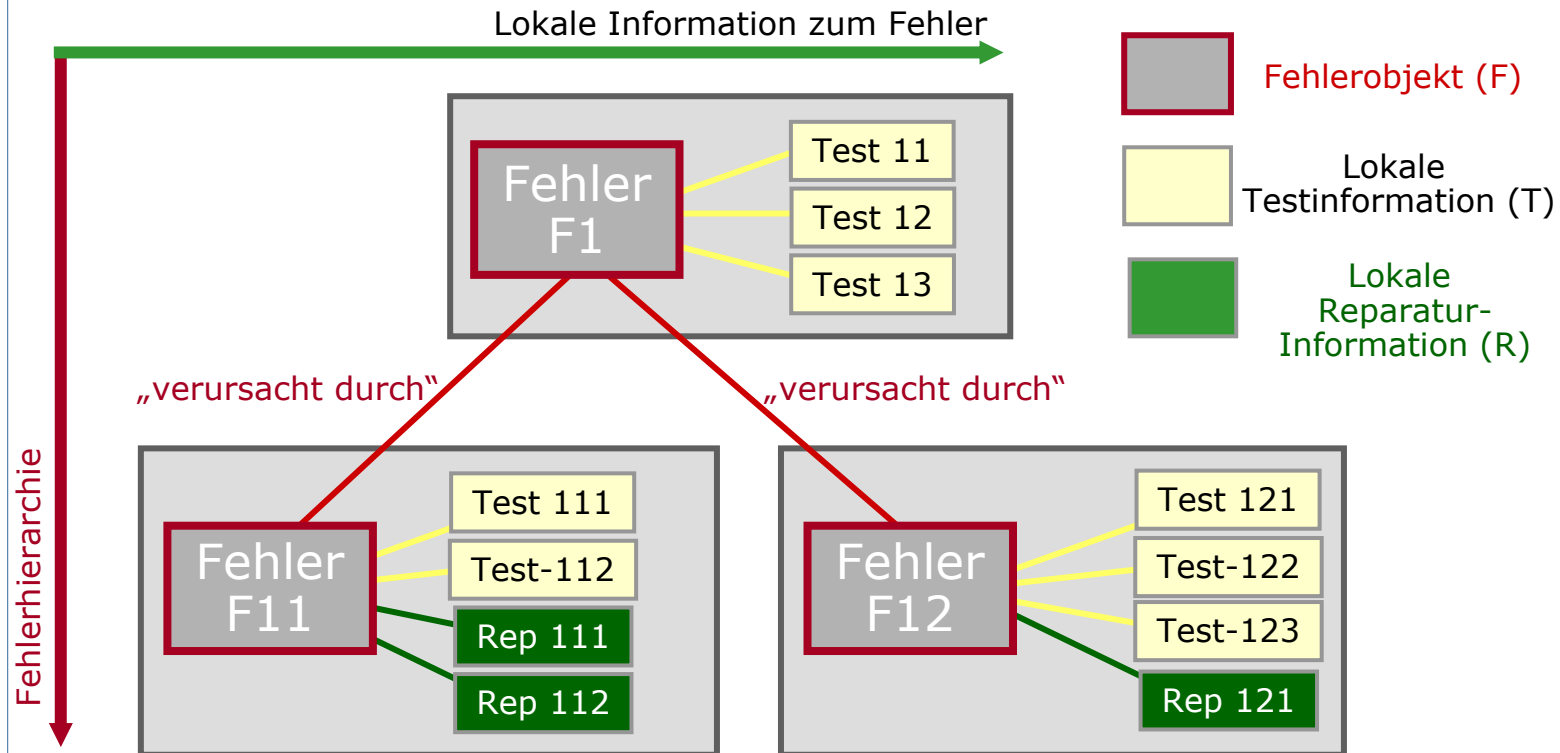 Lokale Information zum Fehler
Fehlerobjekt (F)
Lokale
Testinformation (T)
Lokale
Reparatur-
Information (R)
Fehler
F1
Test 11
Test 12
Test 13
„verursacht durch“
„verursacht durch“
Fehlerhierarchie
Fehler
F11
Test 111
Test-112
Rep 111
Rep 112
Fehler
F12
Test 121
Test-122
Test-123
Rep 121